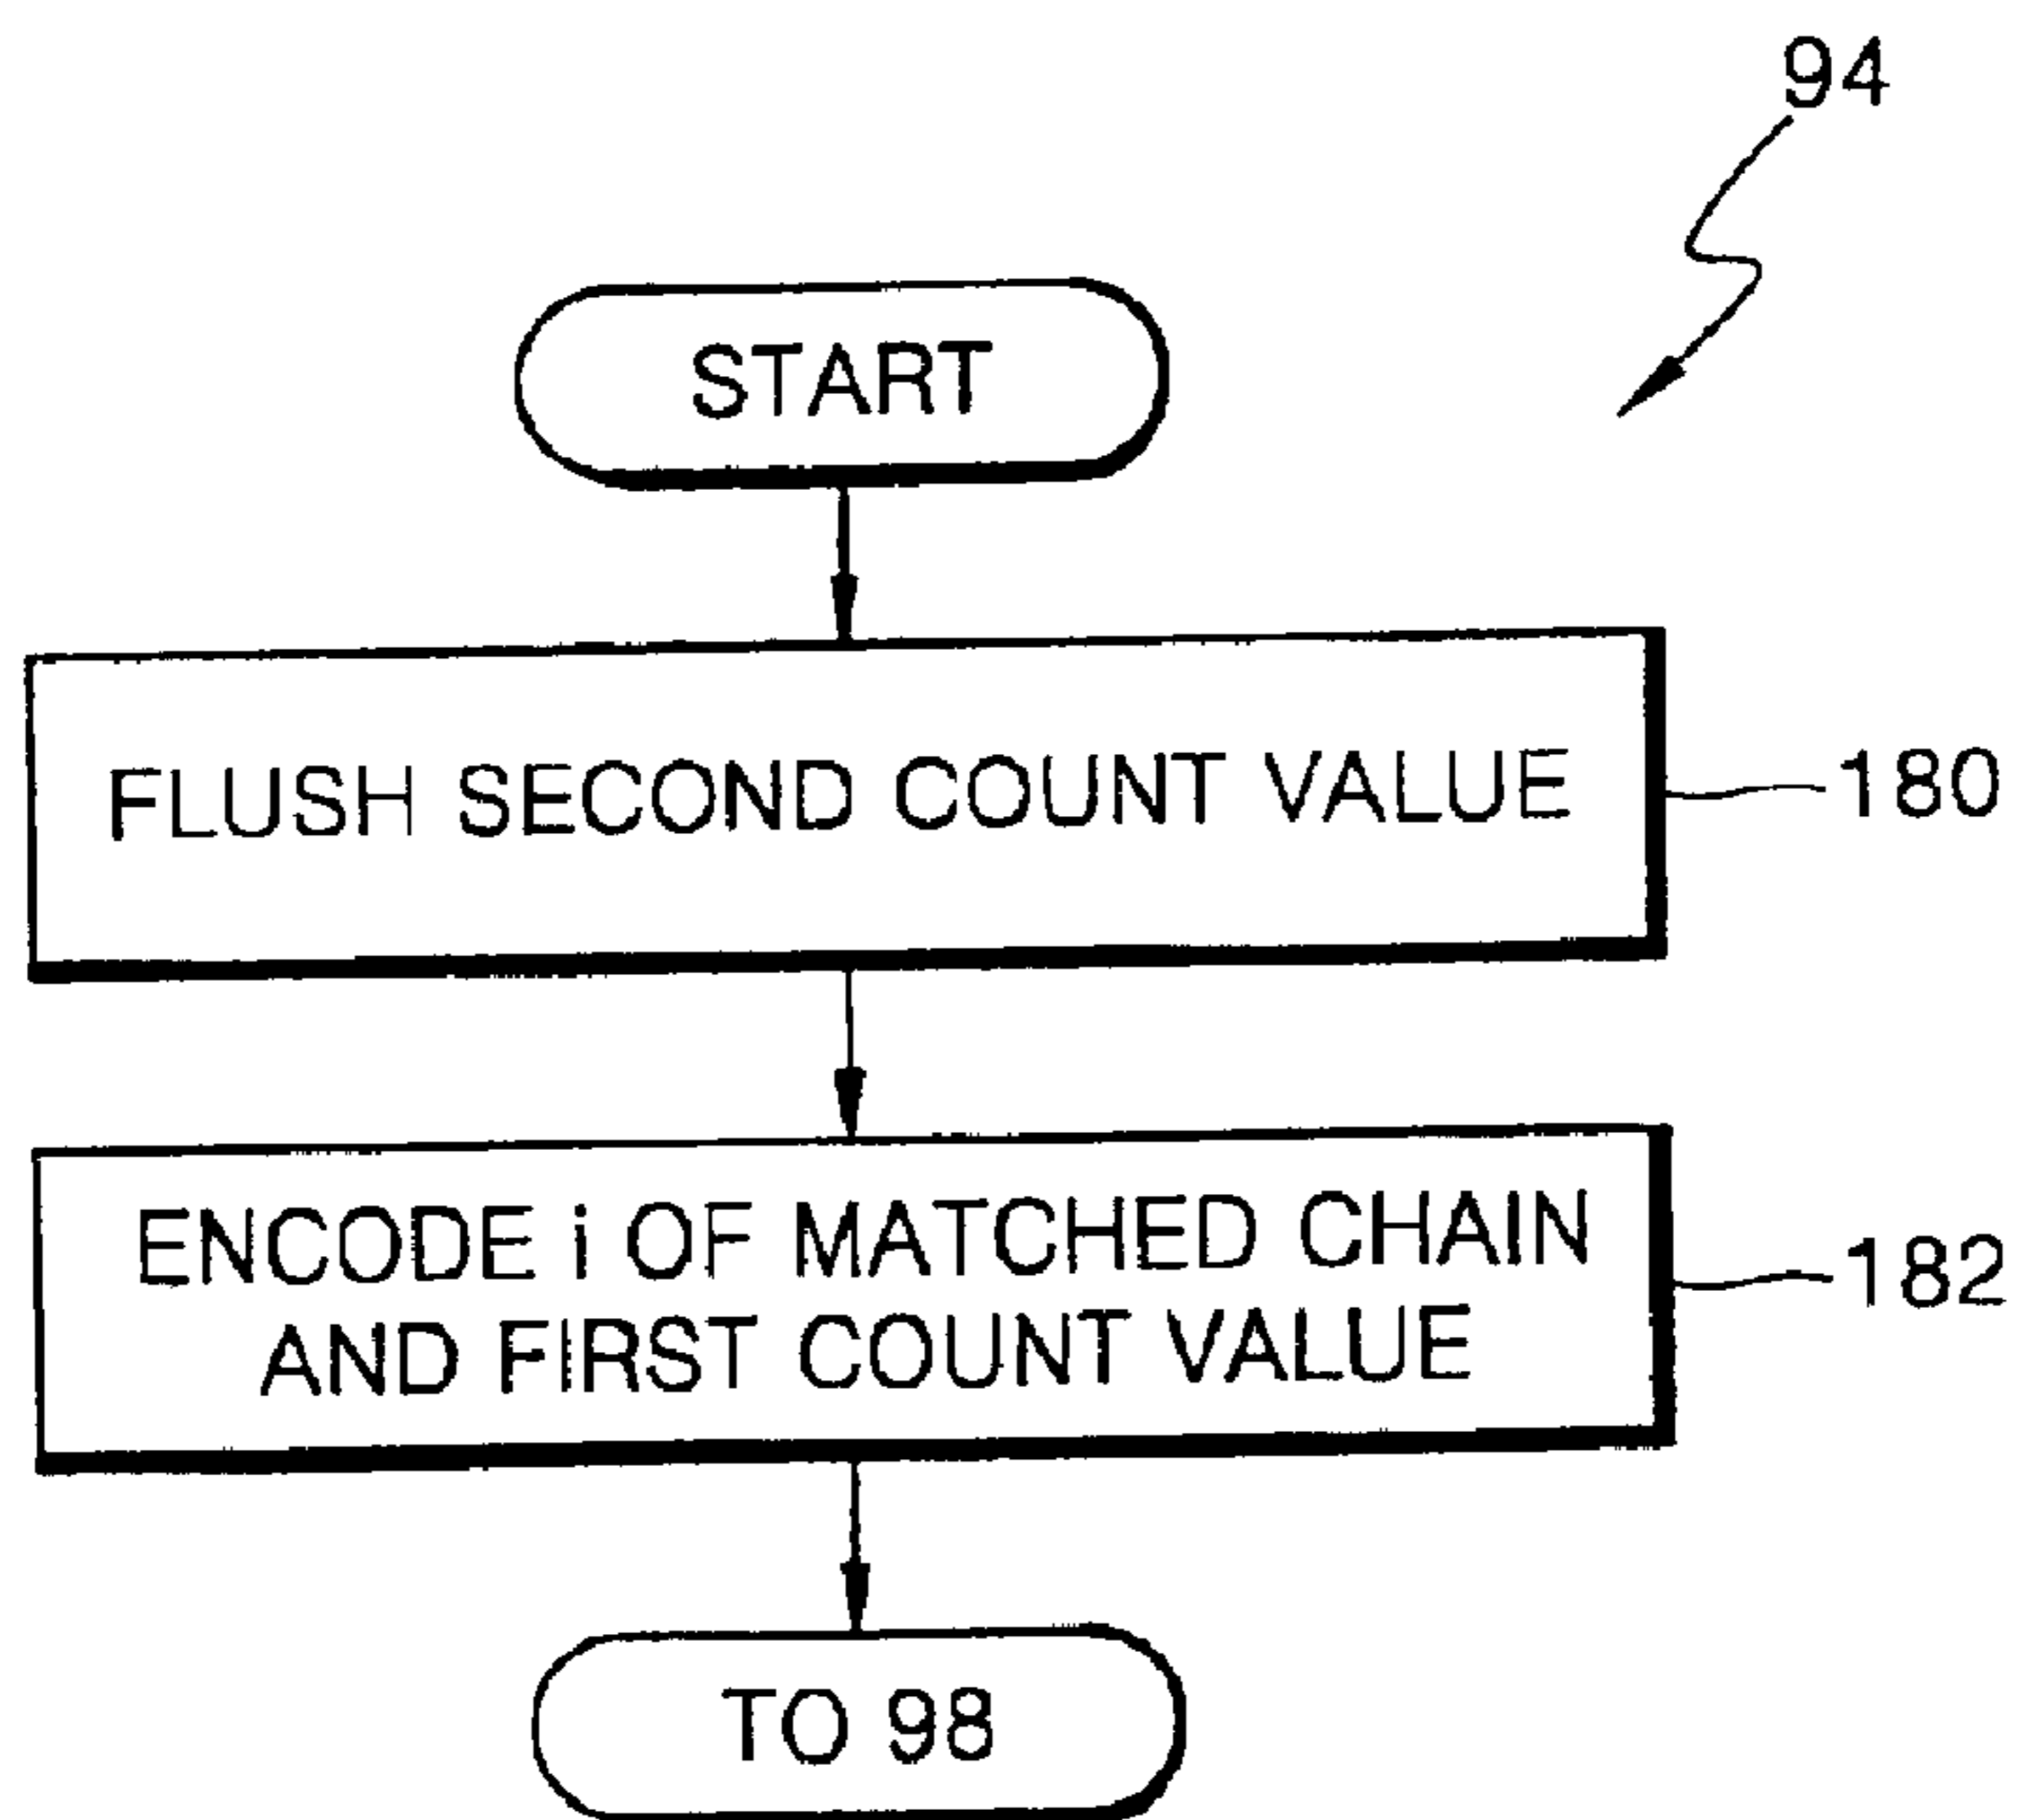 94
START
FLUSH SECOND COUNT VALUE
180
ENCODE i OF MATCHED CHAIN
AND FIRST COUNT VALUE
182
TO 98